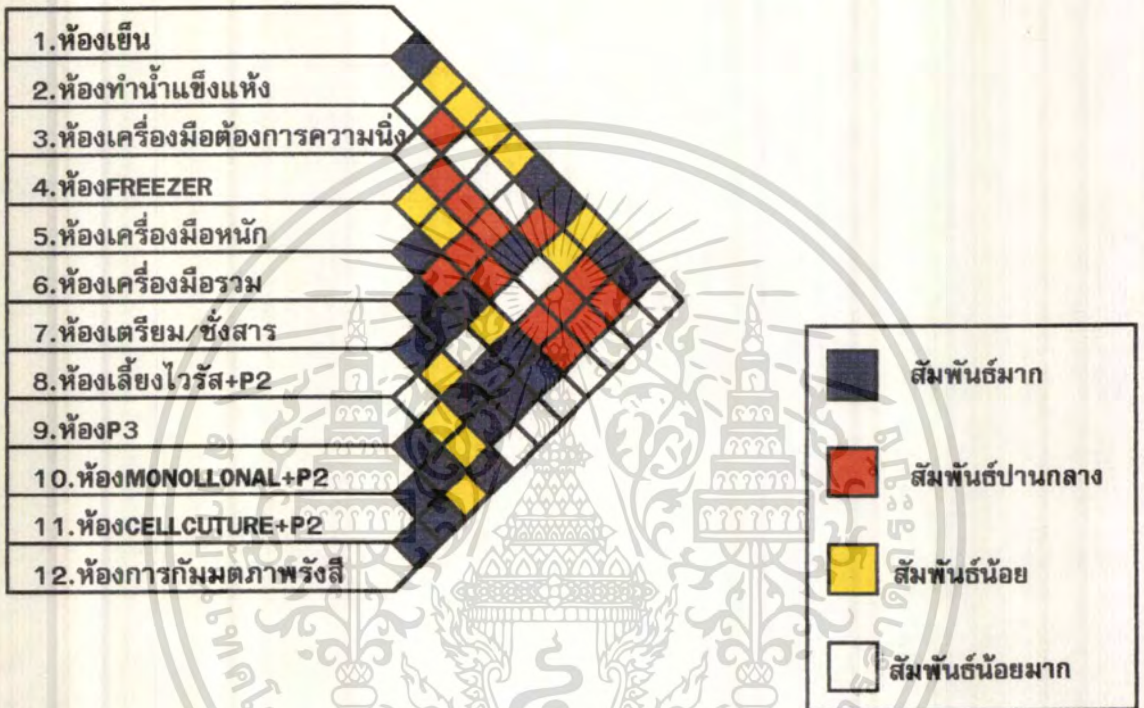 1.ห้องเย็น
2.ห้องทำน้ำแข็งแห้ง
3.ห้องเครื่องมือต้องการความนิ่ง
4.ห้องFREEZER
5.ห้องเครื่องมือหนัก
6.ห้องเครื่องมือรวม
7.ห้องเตรียม/ชั่งสาร
8.ห้องเลี้ยงไวรัส+P2
9.ห้องP3
10.ห้องMONOLLONAL+P2
11.ห้องCELLCUTURE+P2
12.ห้องการกัมมตภาพรังสี
สัมพันธ์มาก
สัมพันธ์ปานกลาง
สัมพันธ์น้อย
สัมพันธ์น้อยมาก